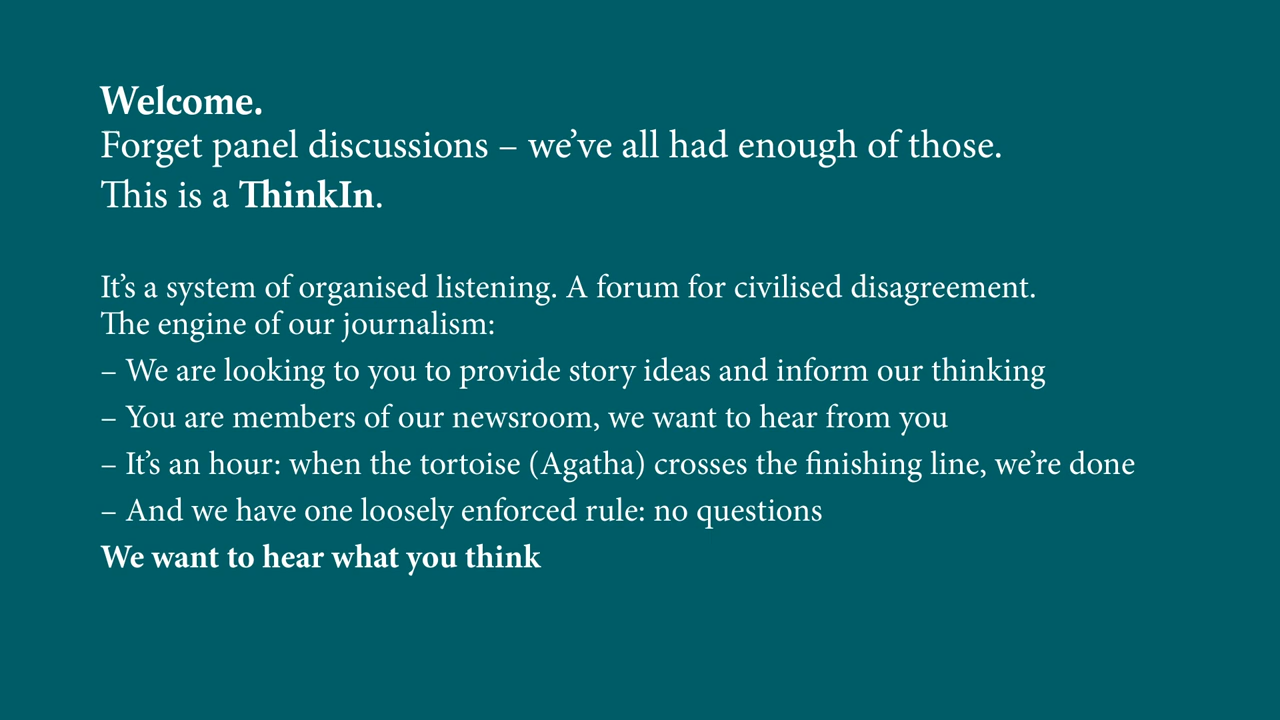 Welcome.
Forget panel discussions – we’ve all had enough of those.
This is a ThinkIn.
It’s a system of organised listening. A forum for civilised disagreement.
The engine of our journalism:
– We are looking to you to provide story ideas and inform our thinking
– You are members of our newsroom, we want to hear from you
– It’s an hour: when the tortoise (Agatha) crosses the finishing line, we’re done
– And we have one loosely enforced rule: no questions
We want to hear what you think